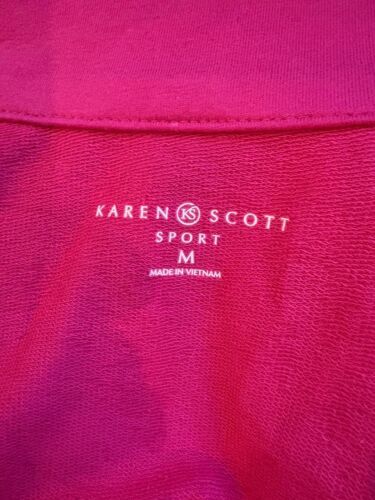 KAREN KS SCOTT
SPORT
M
MADE IN VIETNAM